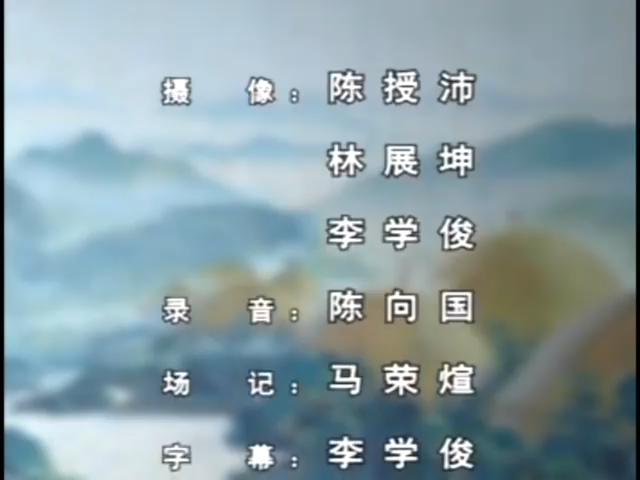 摄 像：陈授沛
林展坤
李学俊
录 音：陈向国
场 记：马荣煊
字 幕：李学俊